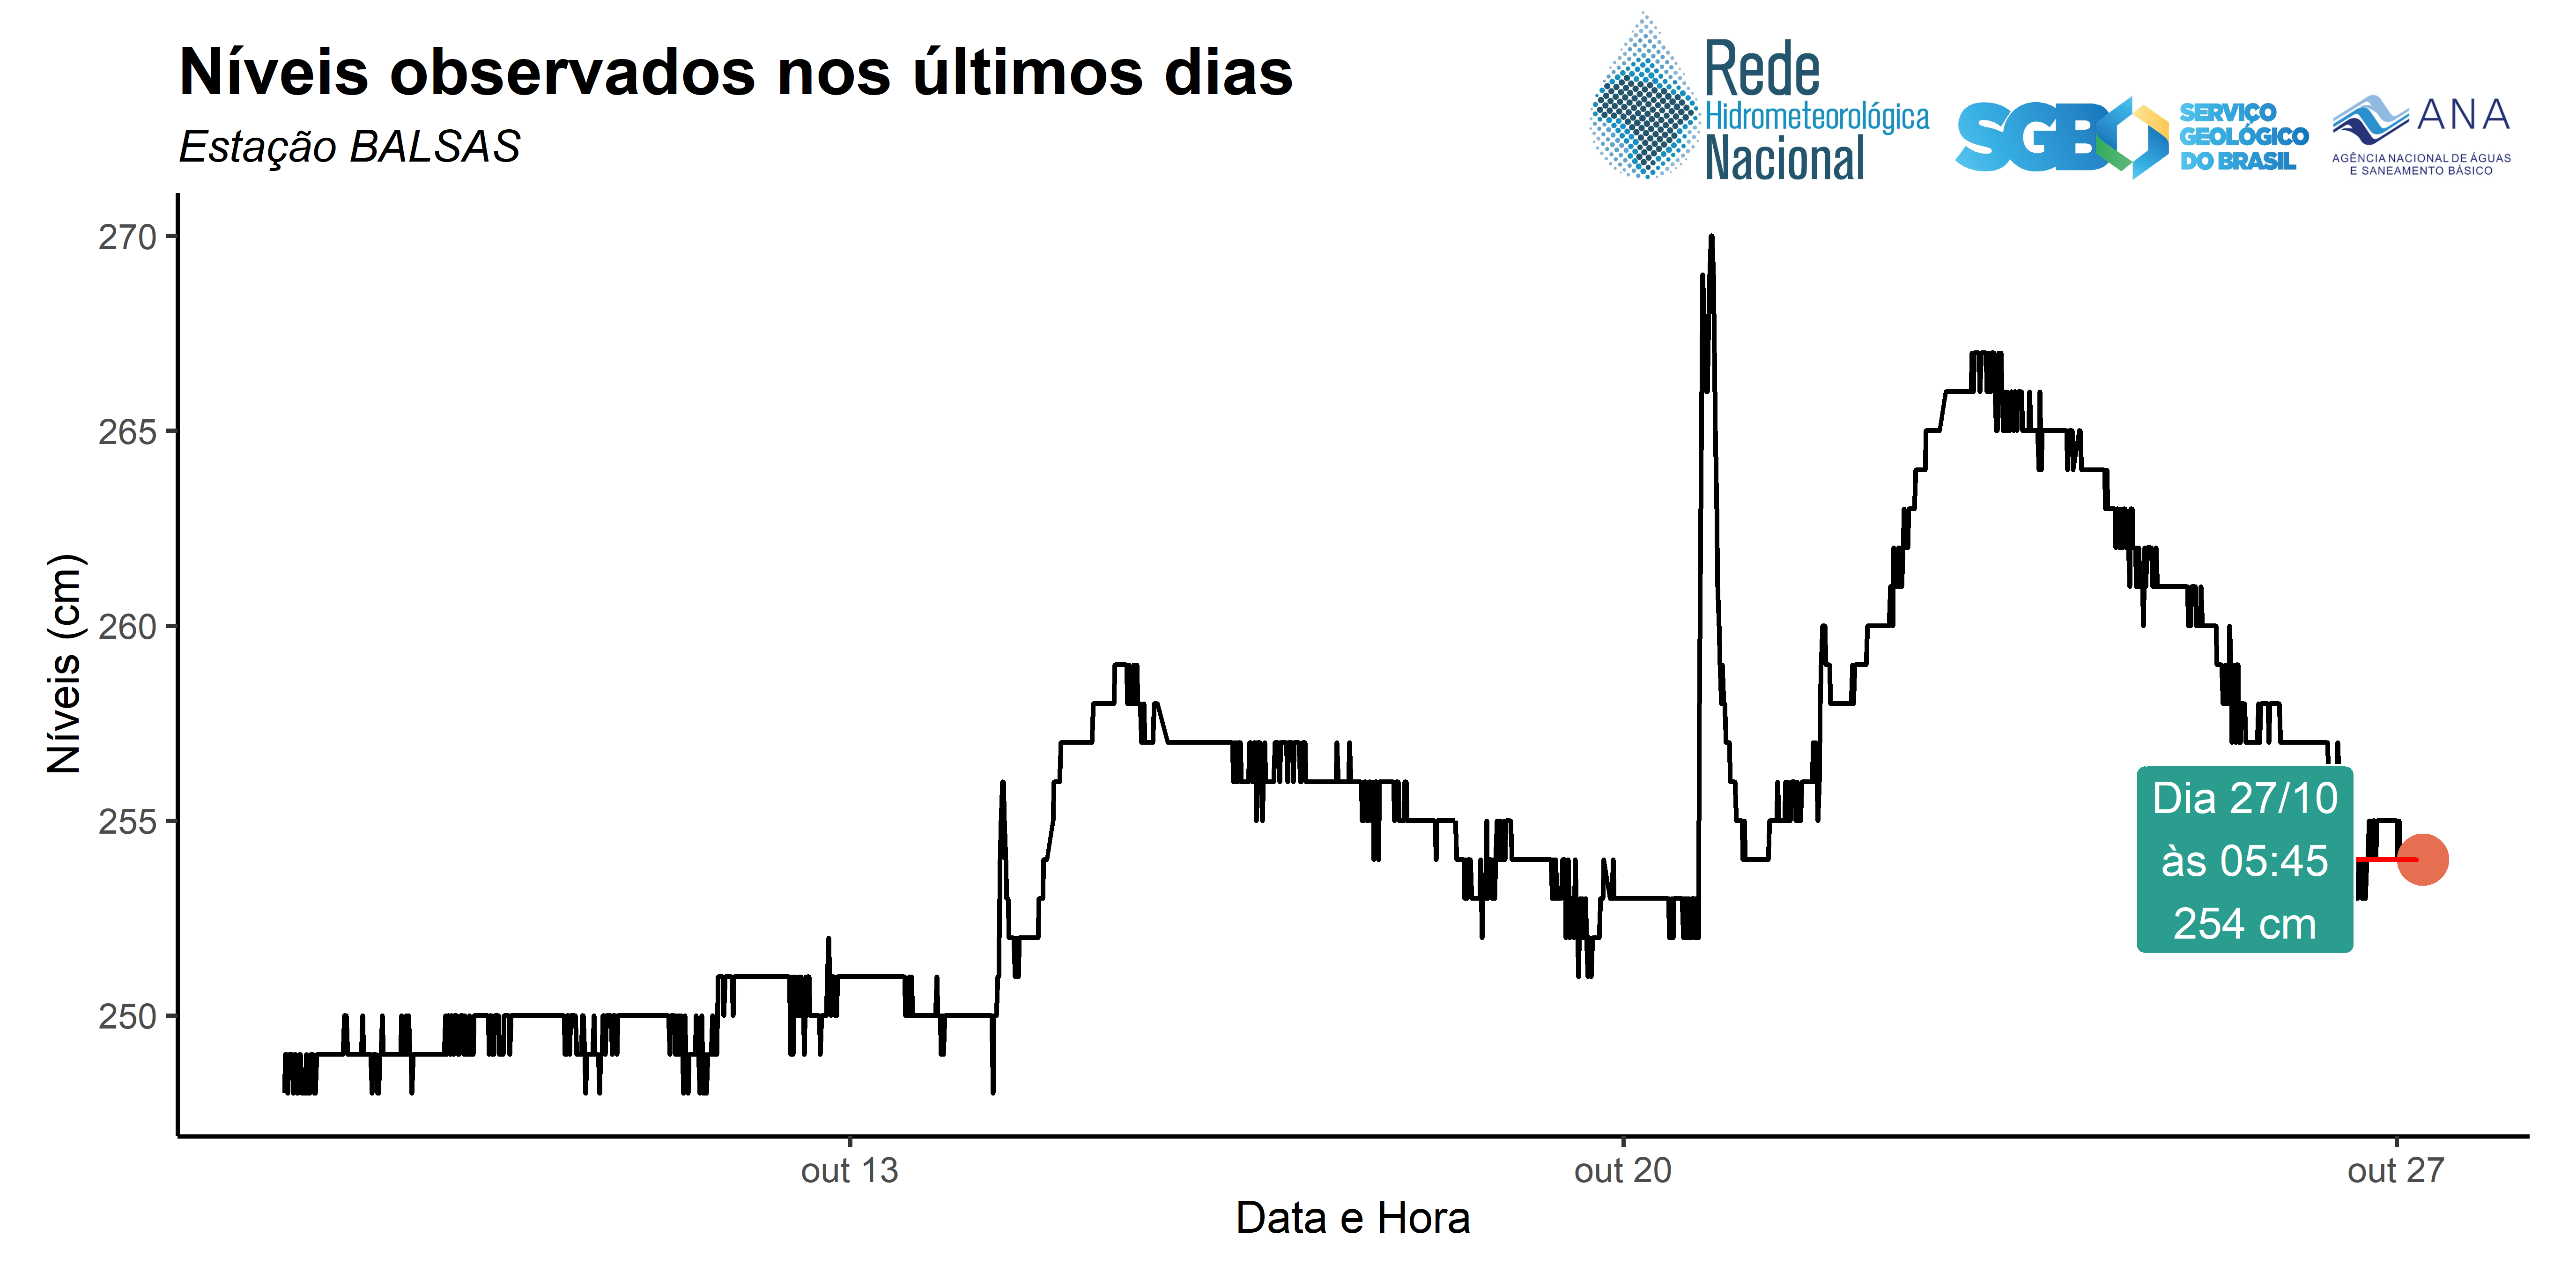 Níveis observados nos últimos dias
Estação BALSAS
Rede
Hidrometeorológica
Nacional
SGB
SERVIÇO
GEOLÓGICO
DO BRASIL
ANA
AGÊNCIA NACIONAL DE ÁGUAS
E SANEAMENTO BÁSICO
Níveis (cm)
270
265
260
255
250
Dia 27/10
às 05:45
254 cm
out 13
out 20
out 27
Data e Hora